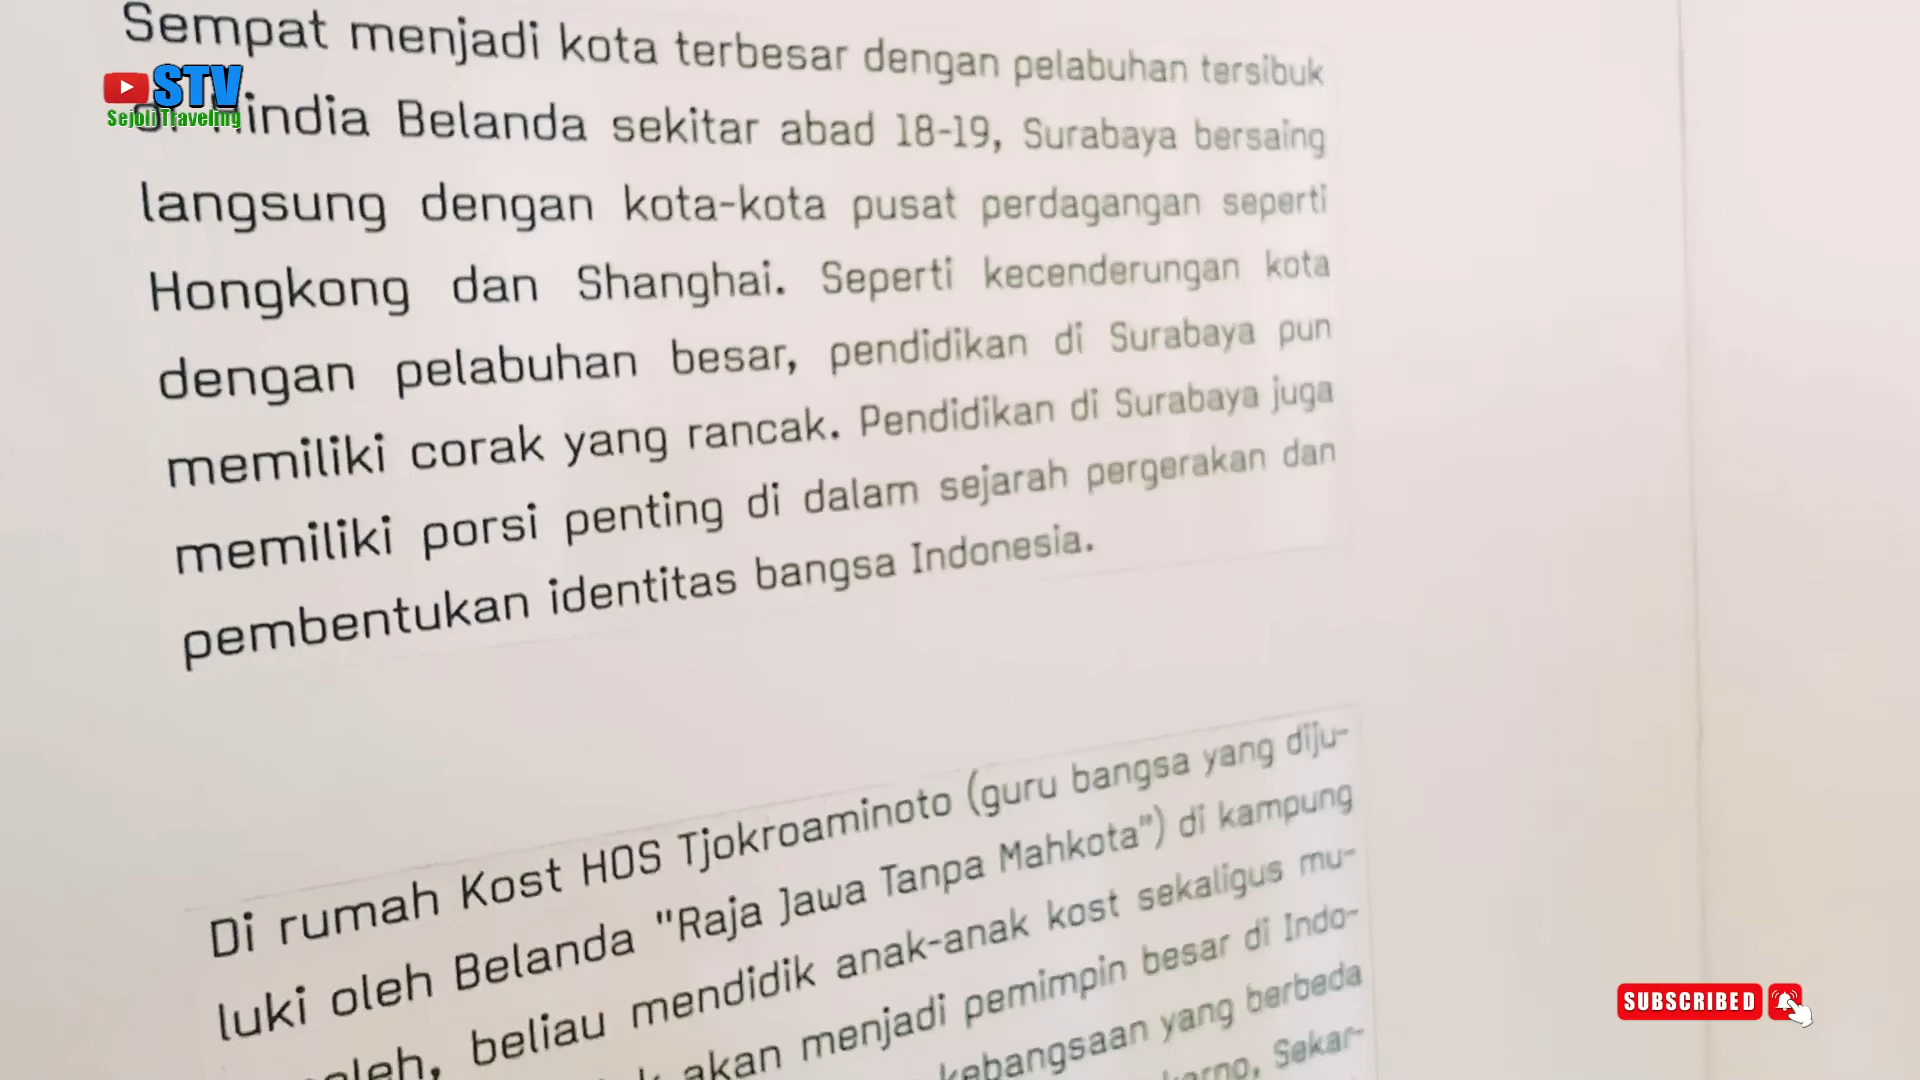 Sempat menjadi kota terbesar dengan pelabuhan tersibuk
STV
Sejoli Traveling
di Hindia Belanda sekitar abad 18-19, Surabaya bersaing
langsung dengan kota-kota pusat perdagangan seperti
Hongkong dan Shanghai. Seperti kecenderungan kota
dengan pelabuhan besar, pendidikan di Surabaya pun
memiliki corak yang rancak. Pendidikan di Surabaya juga
memiliki porsi penting di dalam sejarah pergerakan dan
pembentukan identitas bangsa Indonesia.
Di rumah Kost HOS Tjokroaminoto (guru bangsa yang diju-
luki oleh Belanda "Raja Jawa Tanpa Mahkota") di kampung
beliau mendidik anak-anak kost sekaligus mu-
akan menjadi pemimpin besar di Indo-
kebangsaan yang berbeda
Sekar-
SUBSCRIBED